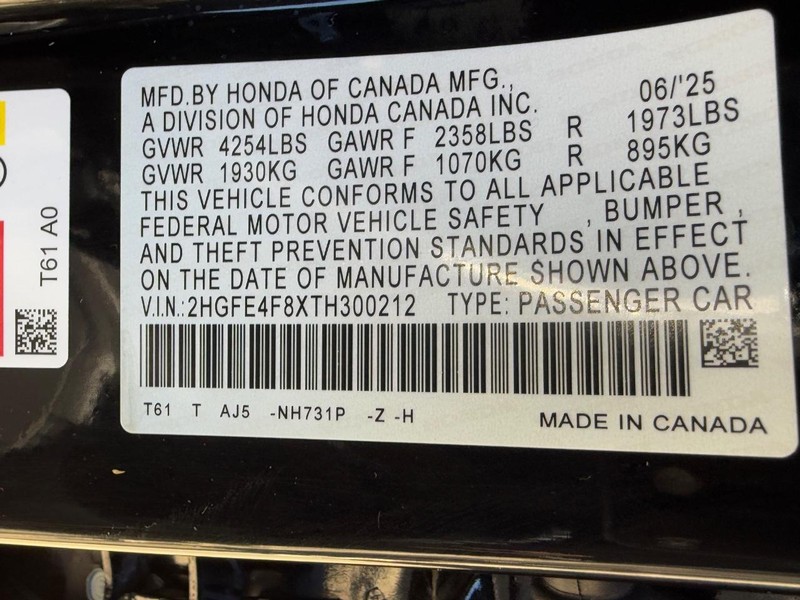 MFD.BY HONDA OF CANADA MFG., 06/'25
A DIVISION OF HONDA CANADA INC.
GVWR 4254LBS GAWR F 2358LBS R 1973LBS
GVWR 1930KG GAWR F 1070KG R 895KG
THIS VEHICLE CONFORMS TO ALL APPLICABLE
FEDERAL MOTOR VEHICLE SAFETY , BUMPER ,
AND THEFT PREVENTION STANDARDS IN EFFECT
ON THE DATE OF MANUFACTURE SHOWN ABOVE.
V.I.N.:2HGFE4F8XTH300212 TYPE: PASSENGER CAR
T61 T AJ5 -NH731P -Z -H
MADE IN CANADA
T61 A0